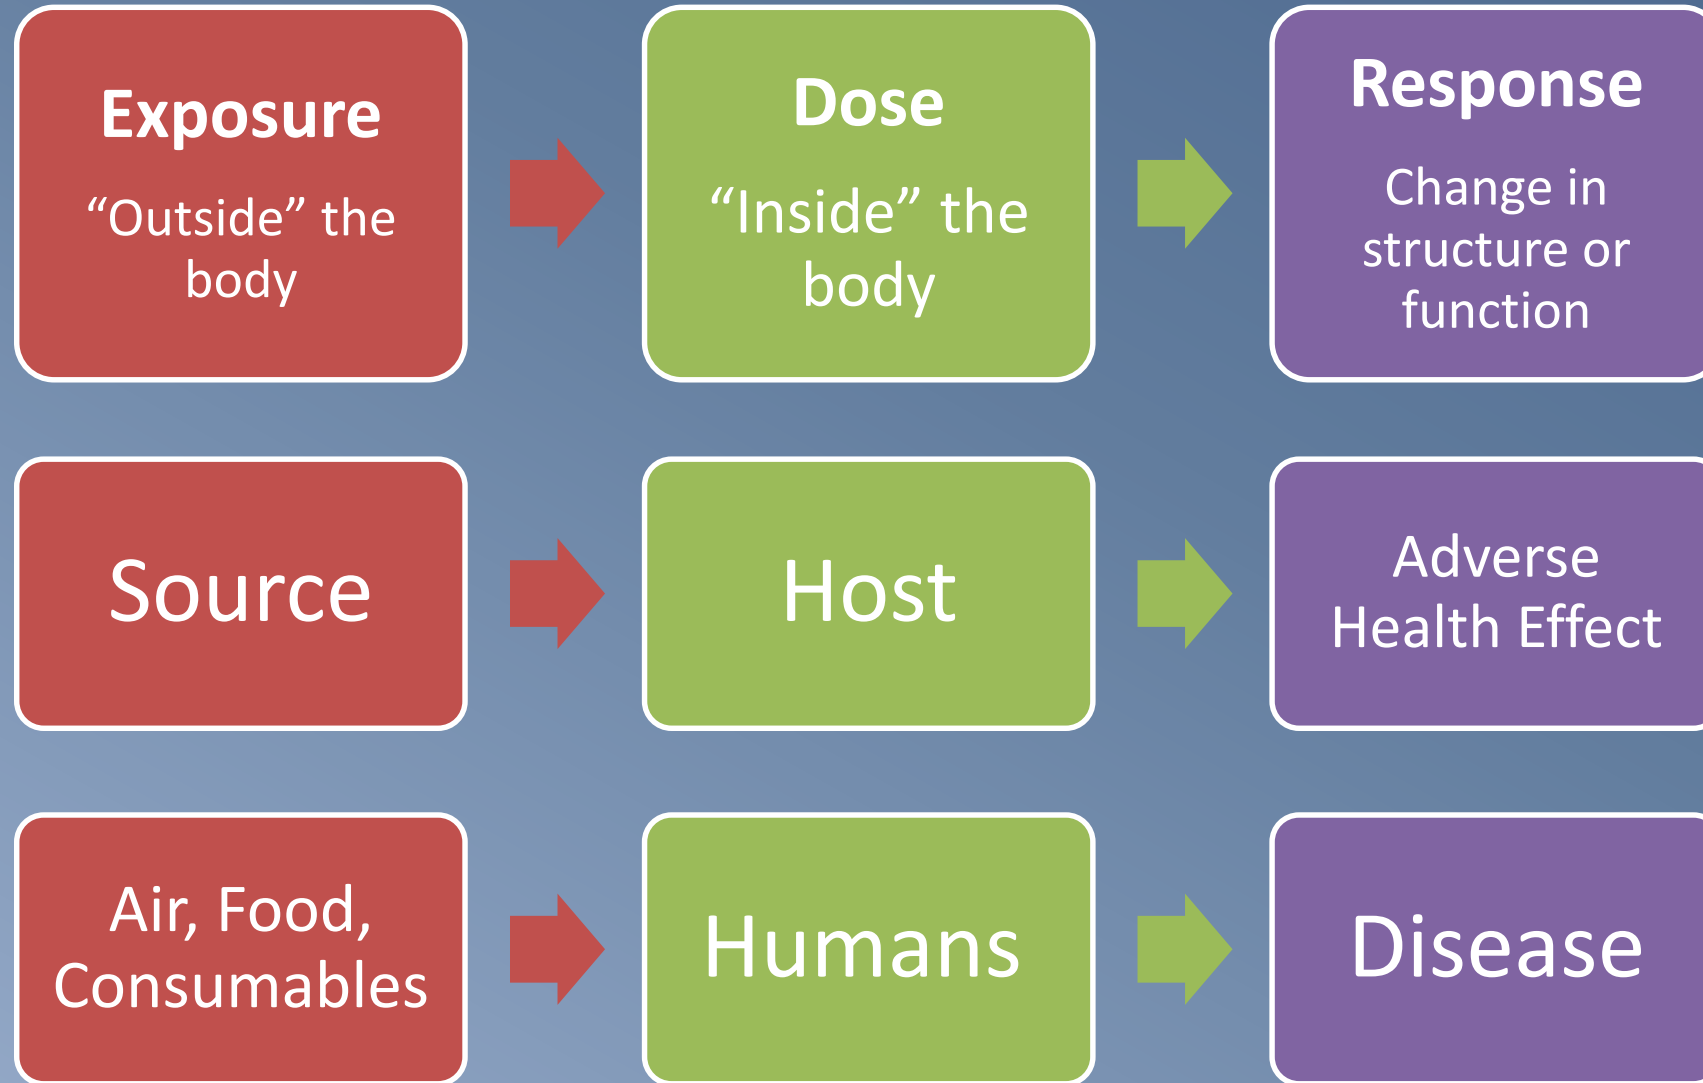 Exposure
“Outside” the
body
Dose
“Inside” the
body
Response
Change in
structure or
function
Source
Host
Adverse
Health Effect
Air, Food,
Consumables
Humans
Disease